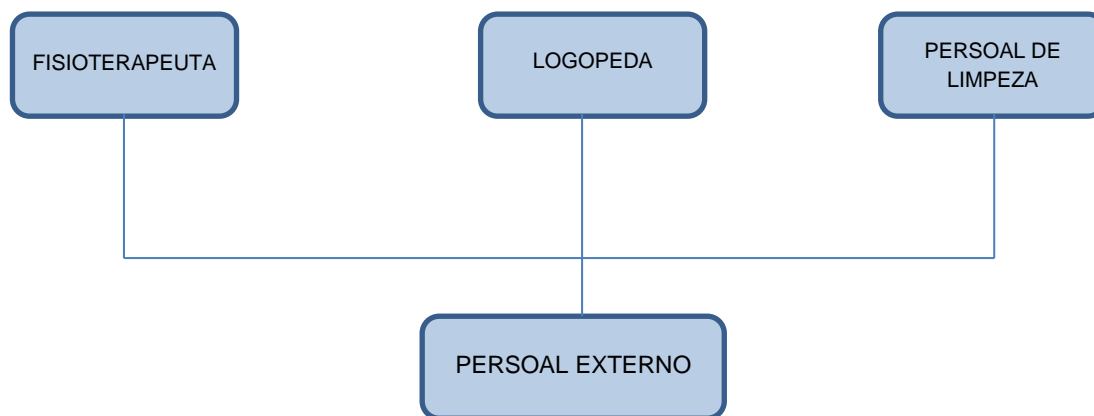 FISIOTERAPEUTA
LOGOPEDA
PERSOAL DE
LIMPEZA
PERSOAL EXTERNO